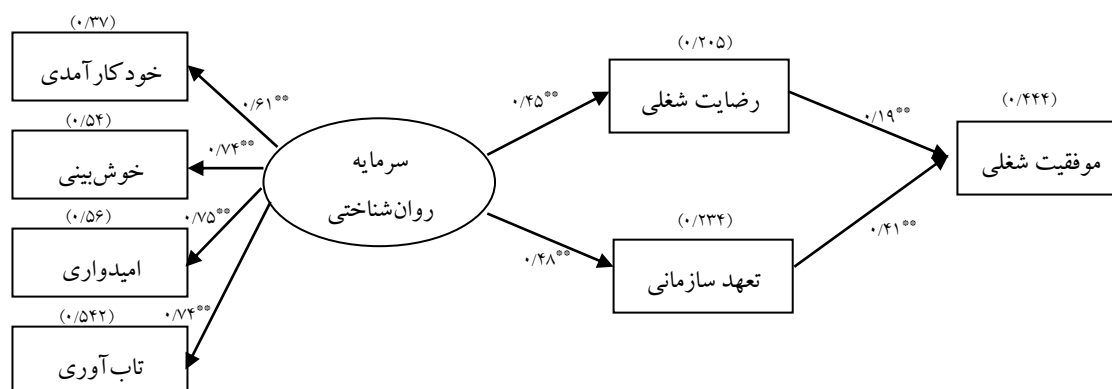 (۰/۳۷)
خودکارآمدی
۰/۶۱**
(۰/۵۴)
خوش‌بینی
۰/۷۴**
(۰/۵۶)
امیدواری
۰/۷۵**
(۰/۵۴۲)
تاب‌آوری
۰/۷۴**
سرمایه
روان‌شناختی
۰/۴۵**
(۰/۲۰۵)
رضایت شغلی
۰/۴۸**
(۰/۲۳۴)
تعهد سازمانی
۰/۱۹**
۰/۴۱**
(۰/۴۴۴)
موفقیت شغلی